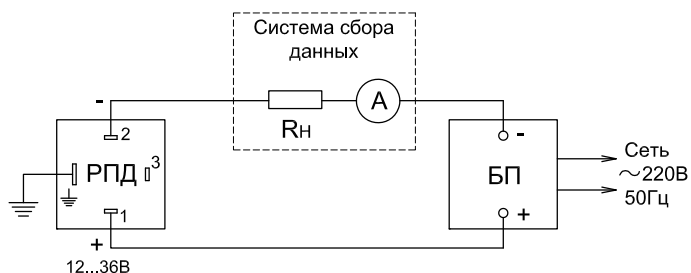 Система сбора
данных
A
RН
-
2
РПД
3
1
+
12...36В
-
БП
+
Сеть
~220В
50Гц